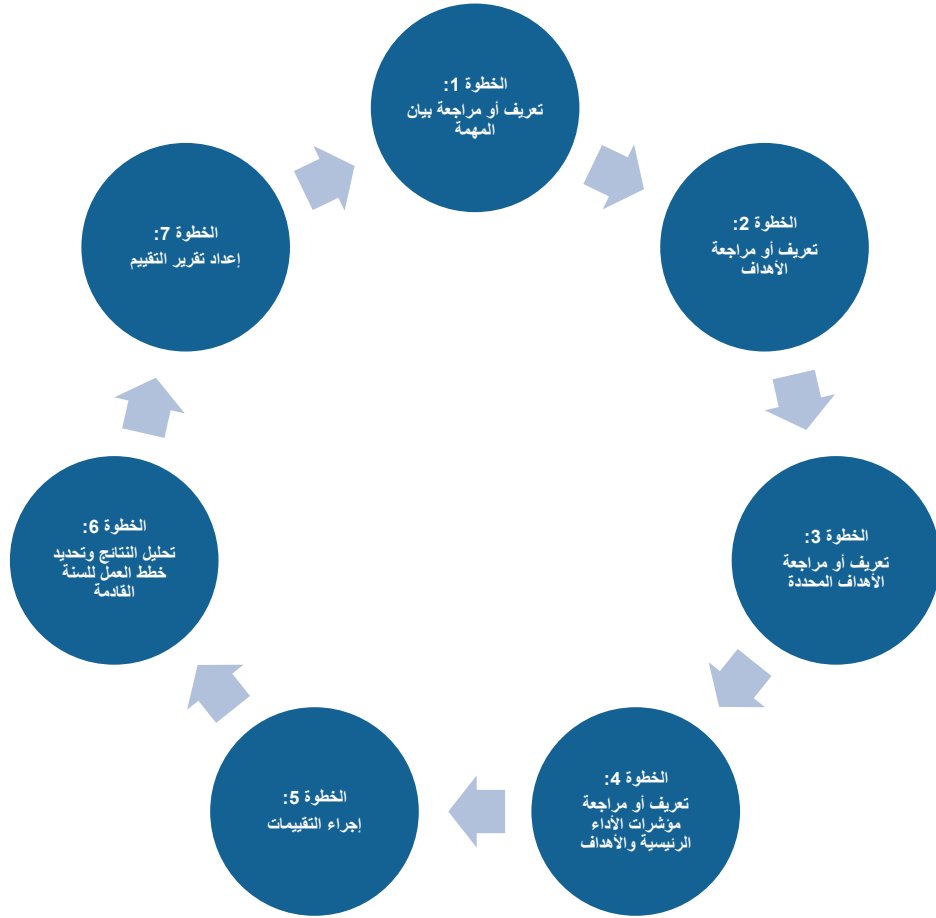 الخطوة 1:
تعريف أو مراجعة بيان
المهمة
الخطوة 2:
تعريف أو مراجعة
الأهداف
الخطوة 3:
تعريف أو مراجعة
الأهداف المحددة
الخطوة 4:
تعريف أو مراجعة
مؤشرات الأداء
الرئيسية والأهداف
الخطوة 5:
إجراء التقييمات
الخطوة 6:
تحليل النتائج وتحديد
خطط العمل للسنة
القادمة
الخطوة 7:
إعداد تقرير التقييم